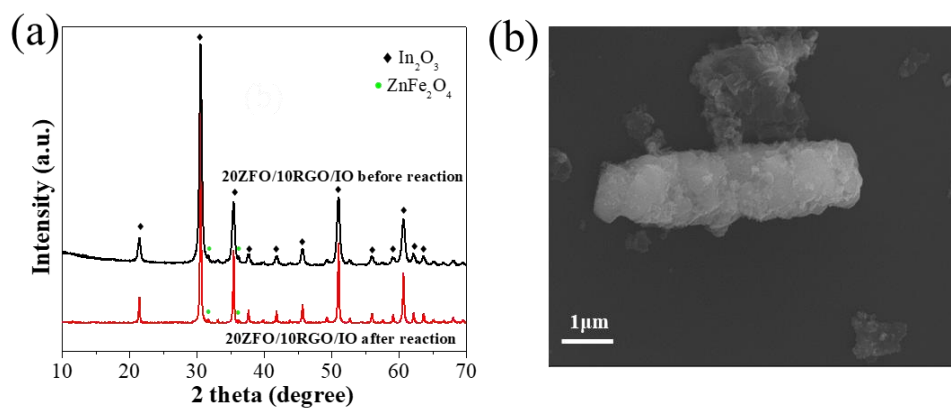 (a)
♦ In₂O₃
• ZnFe₂O₄
20ZFO/10RGO/IO before reaction
20ZFO/10RGO/IO after reaction
Intensity (a.u.)
10 20 30 40 50 60 70
2 theta (degree)
(b)
1μm